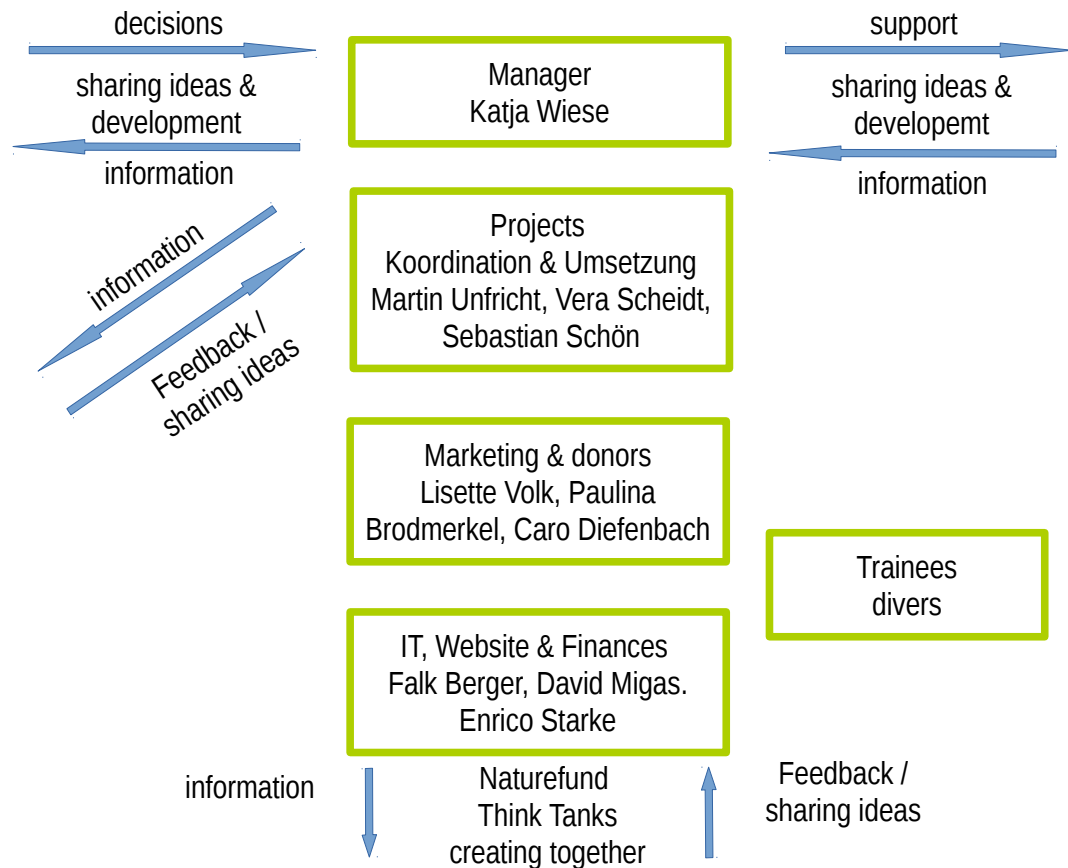 decisions
sharing ideas &
development
information
Manager
Katja Wiese
support
sharing ideas &
developemt
information
information
Feedback /
sharing ideas
Projects
Koordination & Umsetzung
Martin Unfricht, Vera Scheidt,
Sebastian Schön
Marketing & donors
Lisette Volk, Paulina
Brodmerkel, Caro Diefenbach
Trainees
divers
IT, Website & Finances
Falk Berger, David Migas.
Enrico Starke
information
Naturefund
Think Tanks
creating together
Feedback /
sharing ideas